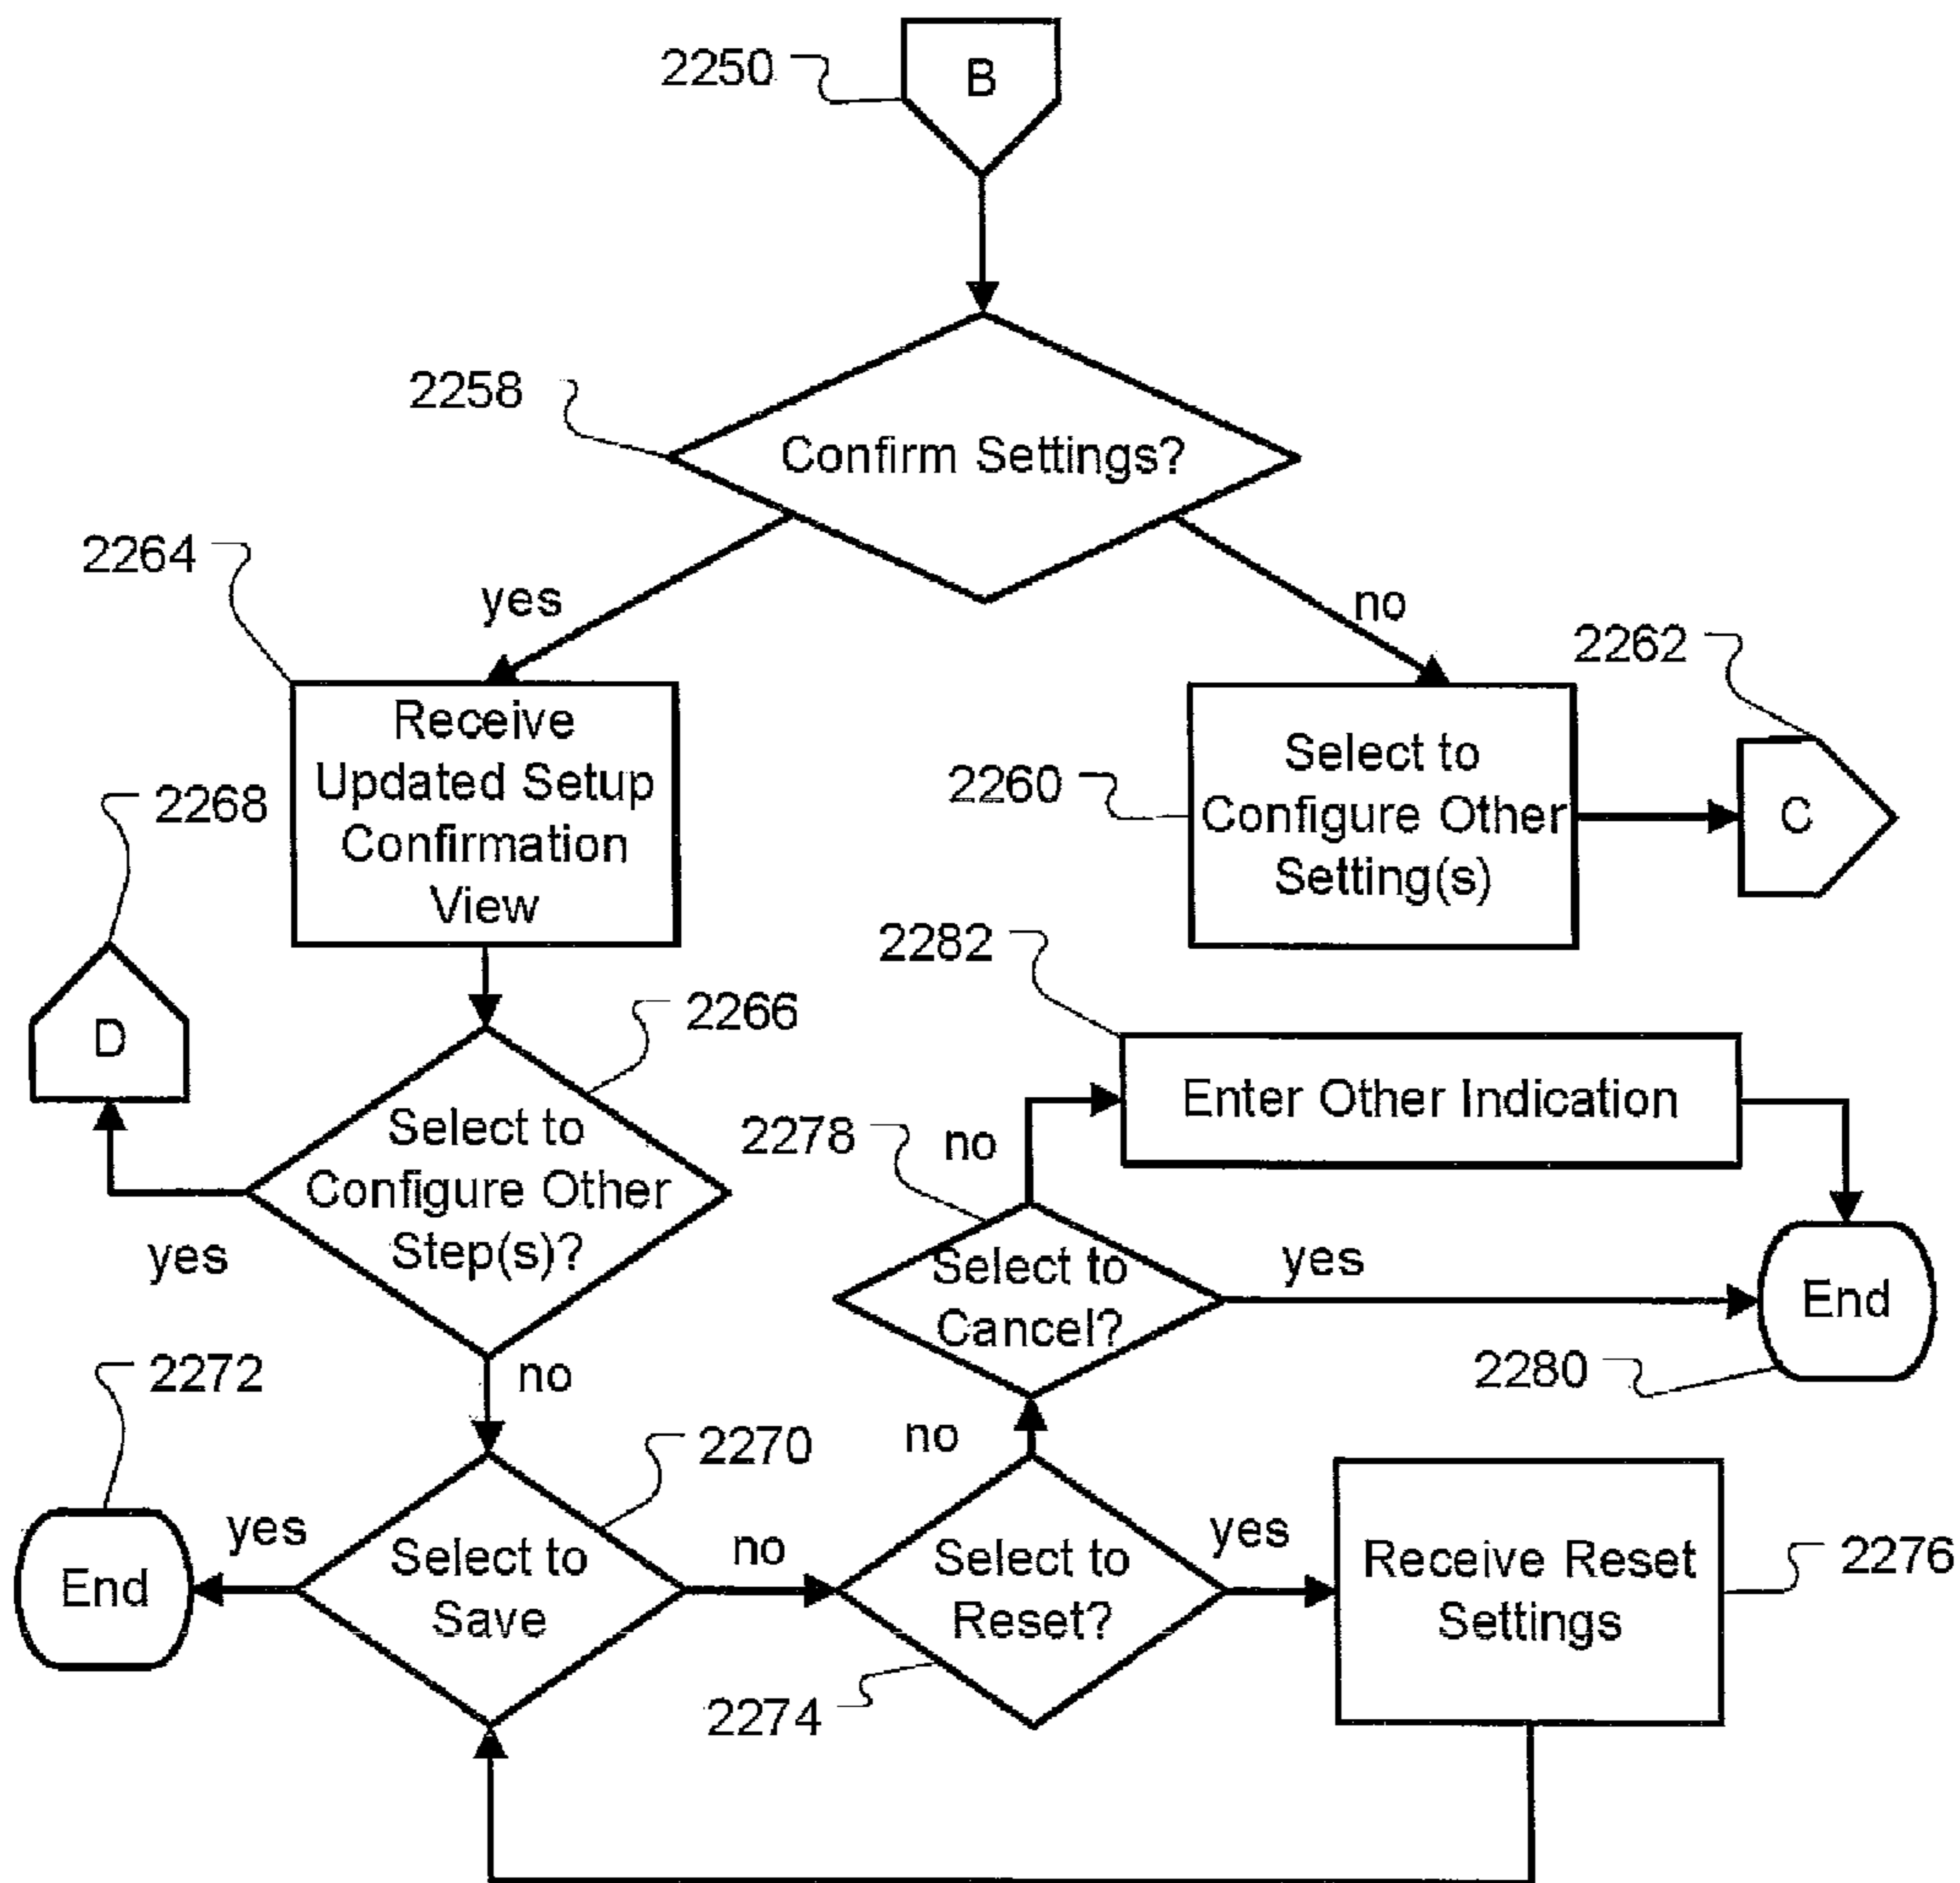 2250
B
2258
Confirm Settings?
2264
yes
no
2262
Receive
Updated Setup
Confirmation
View
2260
Select to
Configure Other
Setting(s)
C
2268
D
2266
2282
Select to
Configure Other
Step(s)?
yes
2278
no
Enter Other Indication
Select to
Cancel?
yes
End
2280
no
2272
2270
no
End
yes
Select to
Save
no
Select to
Reset?
yes
Receive Reset
Settings
2276
2274